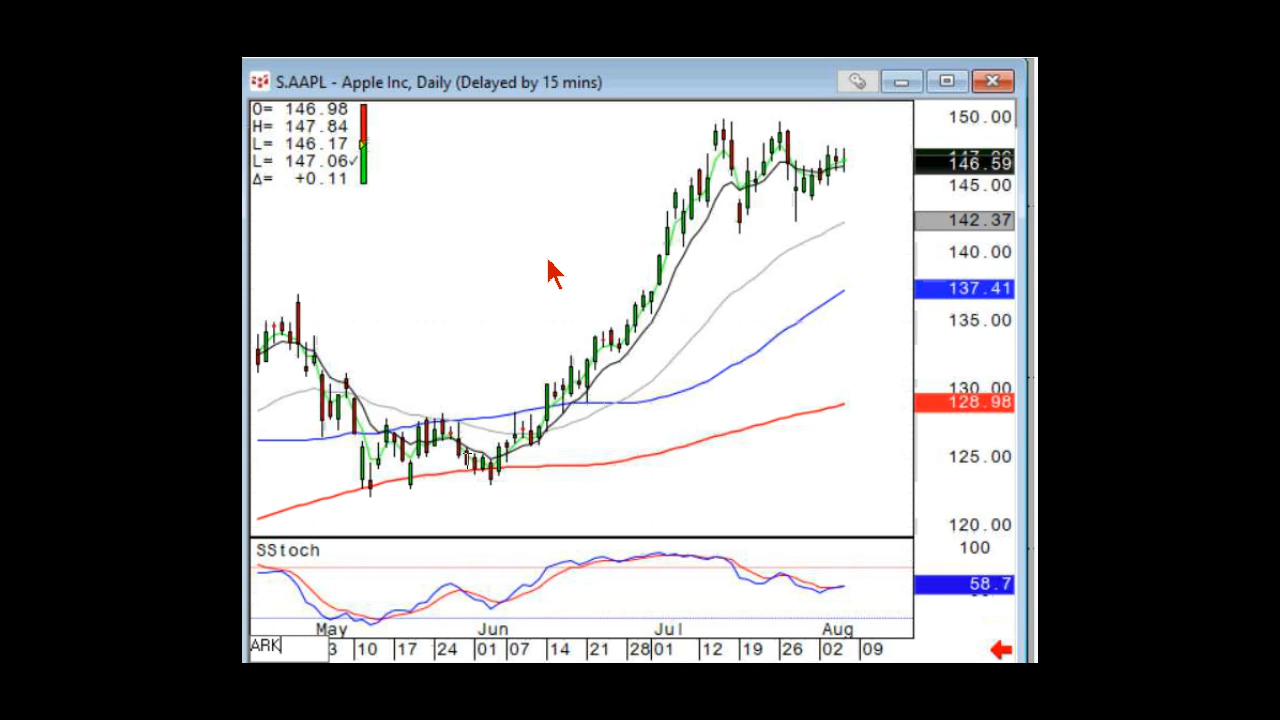 S.AAPL - Apple Inc, Daily (Delayed by 15 mins)
O= 146.98
H= 147.84
L= 146.17
L= 147.06✓
Δ= +0.11
150.00
146.59
145.00
142.37
140.00
137.41
135.00
130.00
128.98
125.00
120.00
SStoch
100
58.7
May Jun Jul Aug
ARK 3 10 17 24 01 07 14 21 28 01 12 19 26 02 09